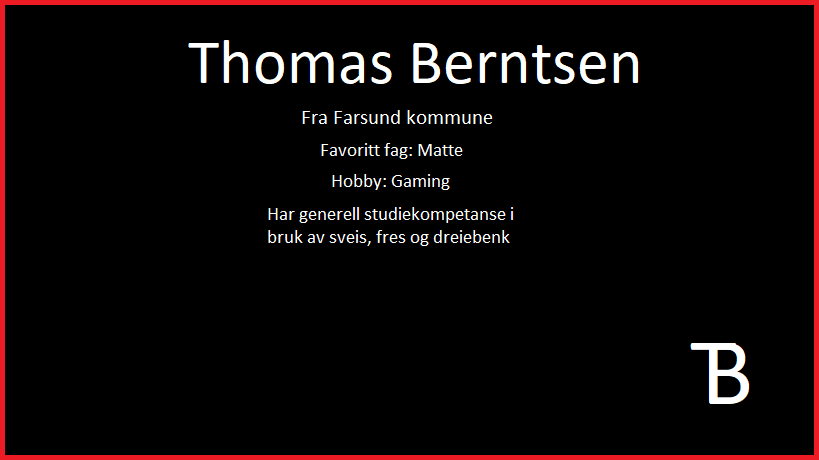 Thomas Berntsen
Fra Farsund kommune
Favoritt fag: Matte
Hobby: Gaming
Har generell studiekompetanse i
bruk av sveis, fres og dreiebenk
TB